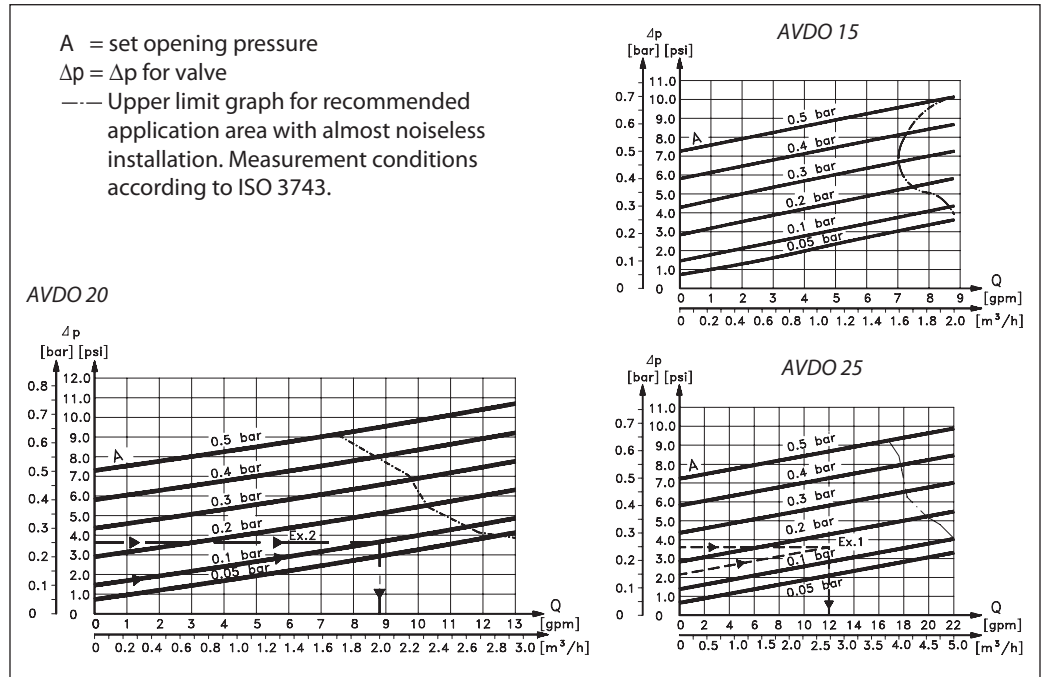 A = set opening pressure
Δp = Δp for valve
—·— Upper limit graph for recommended
application area with almost noiseless
installation. Measurement conditions
according to ISO 3743.
AVDO 15
Δp
[bar] [psi]
11.0
0.7 10.0
9.0
0.6
8.0
0.5 7.0
6.0
0.4
5.0
0.3 4.0
3.0
0.2
2.0
0.1
1.0
0 0
A
0.5 bar
0.4 bar
0.3 bar
0.2 bar
0.1 bar
0.05 bar
Q
0 1 2 3 4 5 6 7 8 9 [gpm]
0 0.2 0.4 0.6 0.8 1.0 1.2 1.4 1.6 1.8 2.0 [m³/h]
AVDO 20
Δp
[bar] [psi]
12.0
0.8
11.0
0.7 10.0
0.6 9.0
8.0
0.5 7.0
0.4 6.0
5.0
0.3 4.0
0.2 3.0
2.0
0.1 1.0
0 0
A
0.5 bar
0.4 bar
0.3 bar
0.2 bar
Ex.2
0.1 bar
0.05 bar
Q
0 1 2 3 4 5 6 7 8 9 10 11 12 13 [gpm]
0 0.2 0.4 0.6 0.8 1.0 1.2 1.4 1.6 1.8 2.0 2.2 2.4 2.6 2.8 3.0 [m³/h]
AVDO 25
Δp
[bar] [psi]
11.0
0.7 10.0
9.0
0.6
8.0
0.5 7.0
6.0
0.4
5.0
0.3 4.0
3.0
0.2
2.0
0.1
1.0
0 0
A
0.5 bar
0.4 bar
0.3 bar
0.2 bar
Ex.1
0.1 bar
0.05 bar
Q
0 2 4 6 8 10 12 14 16 18 20 22 [gpm]
0 0.5 1.0 1.5 2.0 2.5 3.0 3.5 4.0 4.5 5.0 [m³/h]